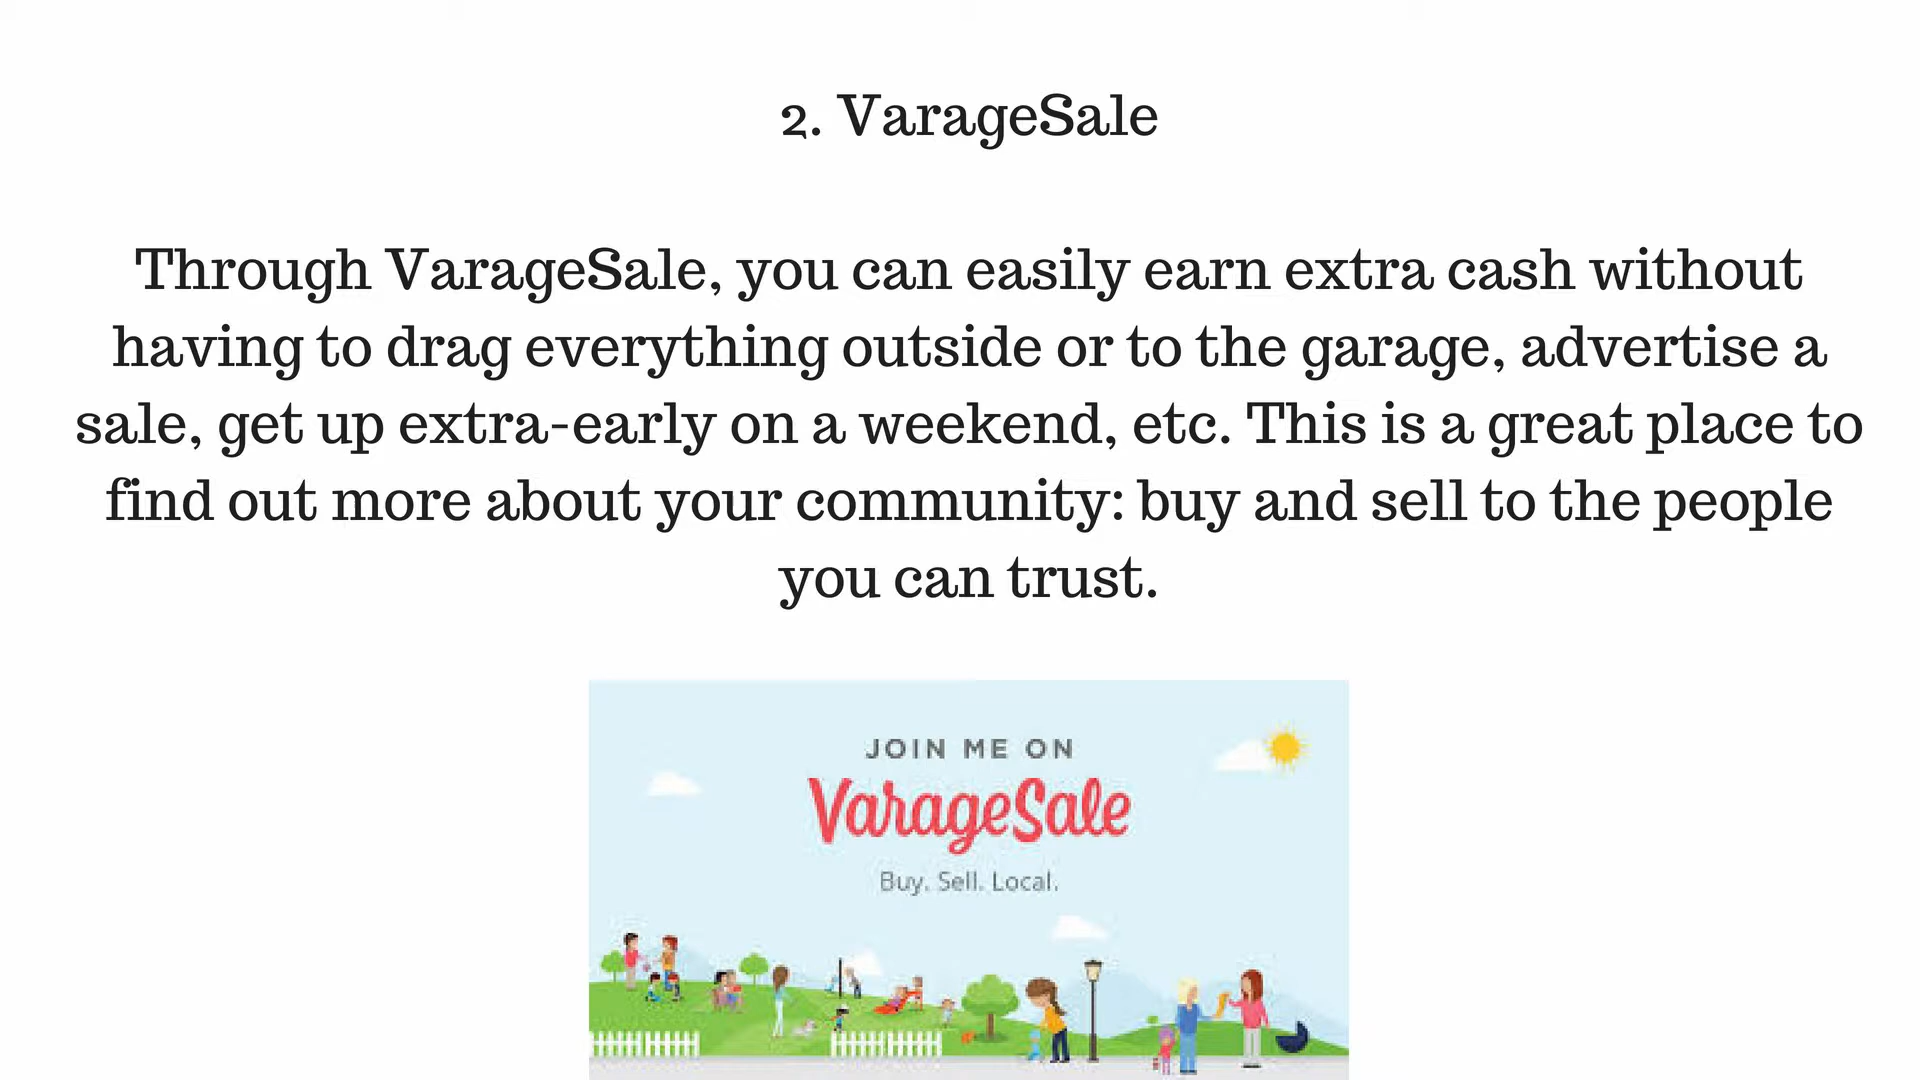 2. VarageSale
Through VarageSale, you can easily earn extra cash without
having to drag everything outside or to the garage, advertise a
sale, get up extra-early on a weekend, etc. This is a great place to
find out more about your community: buy and sell to the people
you can trust.
JOIN ME ON
VarageSale
Buy. Sell. Local.